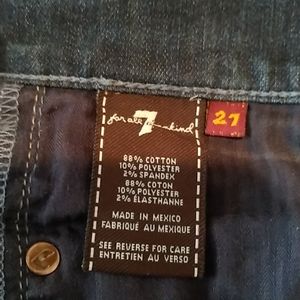 7
for all mankind
27
88% COTTON
10% POLYESTER
2% SPANDEX
88% COTON
10% POLYESTER
2% ÉLASTHANNE
MADE IN MEXICO
FABRIQUÉ AU MEXIQUE
SEE REVERSE FOR CARE
ENTRETIEN AU VERSO